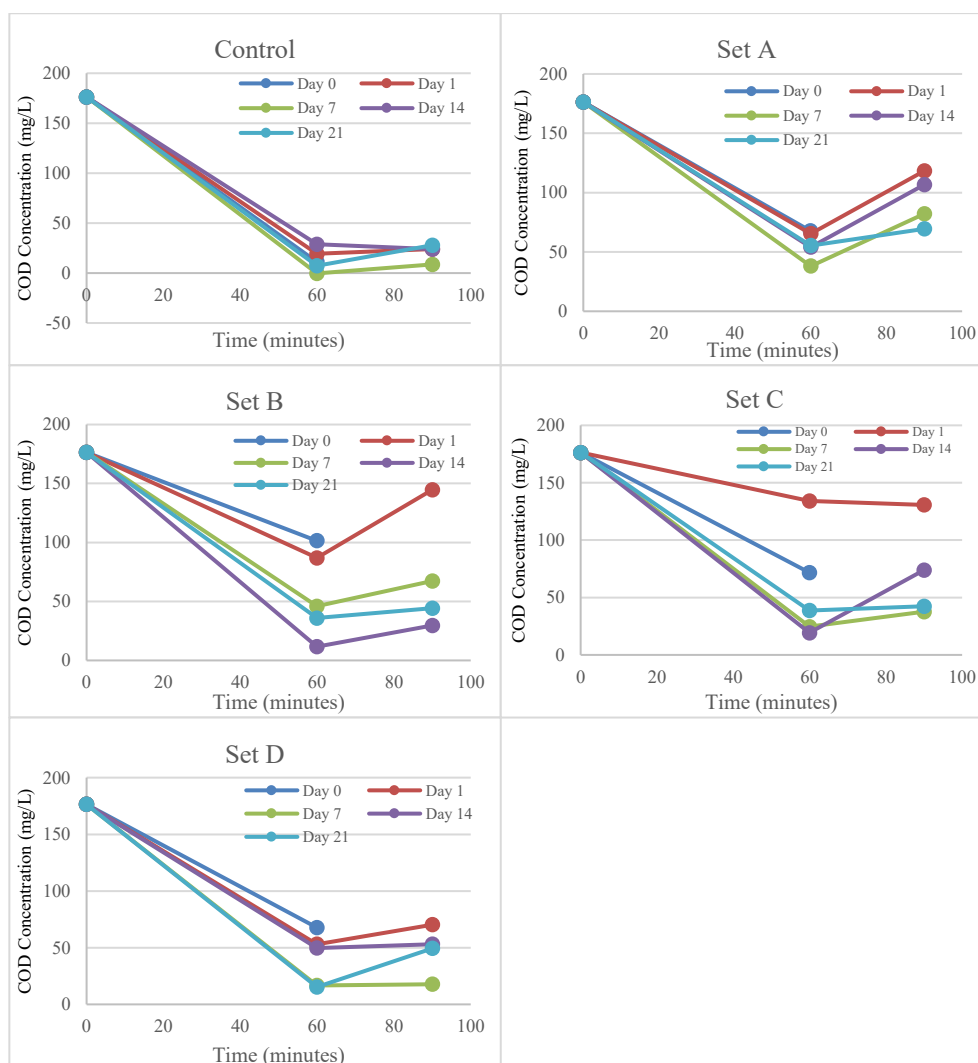 Control
Day 0
Day 1
Day 7
Day 14
Day 21
200
150
100
50
0
-50
0 20 40 60 80 100
COD Concentration (mg/L)
Time (minutes)
Set A
Day 0
Day 1
Day 7
Day 14
Day 21
200
150
100
50
0
0 20 40 60 80 100
COD Concentration (mg/L)
Time (minutes)
Set B
Day 0
Day 1
Day 7
Day 14
Day 21
200
150
100
50
0
0 20 40 60 80 100
COD Concentration (mg/L)
Time (minutes)
Set C
Day 0
Day 1
Day 7
Day 14
Day 21
200
150
100
50
0
0 20 40 60 80 100
COD Concentration (mg/L)
Time (minutes)
Set D
Day 0
Day 1
Day 7
Day 14
Day 21
200
150
100
50
0
0 20 40 60 80 100
COD Concentration (mg/L)
Time (minutes)